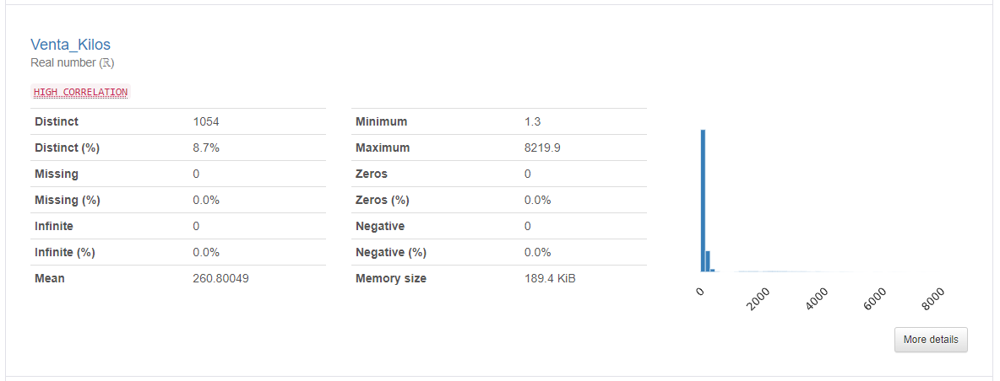 Venta_Kilos
Real number (ℝ)
HIGH CORRELATION
Distinct 1054
Distinct (%) 8.7%
Missing 0
Missing (%) 0.0%
Infinite 0
Infinite (%) 0.0%
Mean 260.80049
Minimum 1.3
Maximum 8219.9
Zeros 0
Zeros (%) 0.0%
Negative 0
Negative (%) 0.0%
Memory size 189.4 KiB
0 2000 4000 6000 8000
More details